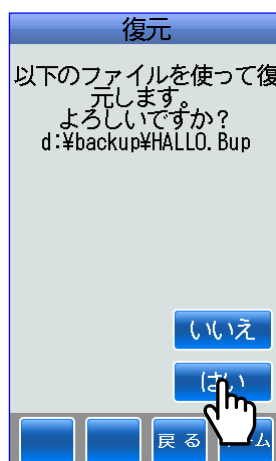 復元
以下のファイルを使って復
元します。
よろしいですか？
d:¥backup¥HALLO.Bup
いいえ
はい
戻る
ム